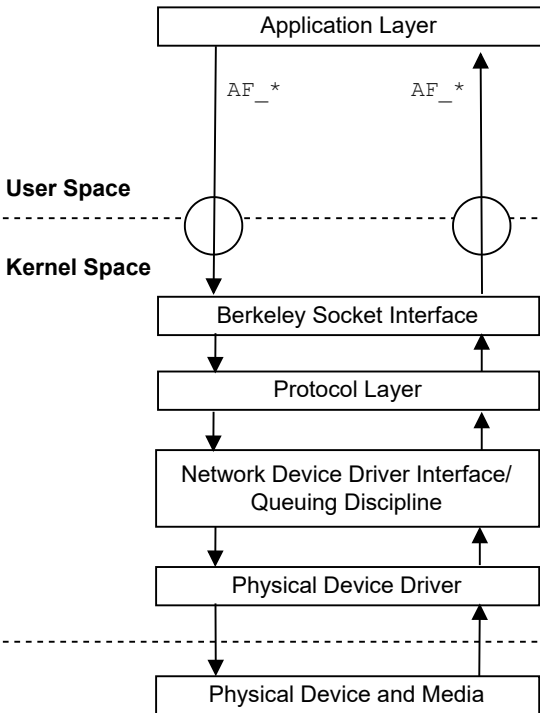 Application Layer
AF_* AF_*
User Space
Kernel Space
Berkeley Socket Interface
Protocol Layer
Network Device Driver Interface/
Queuing Discipline
Physical Device Driver
Physical Device and Media